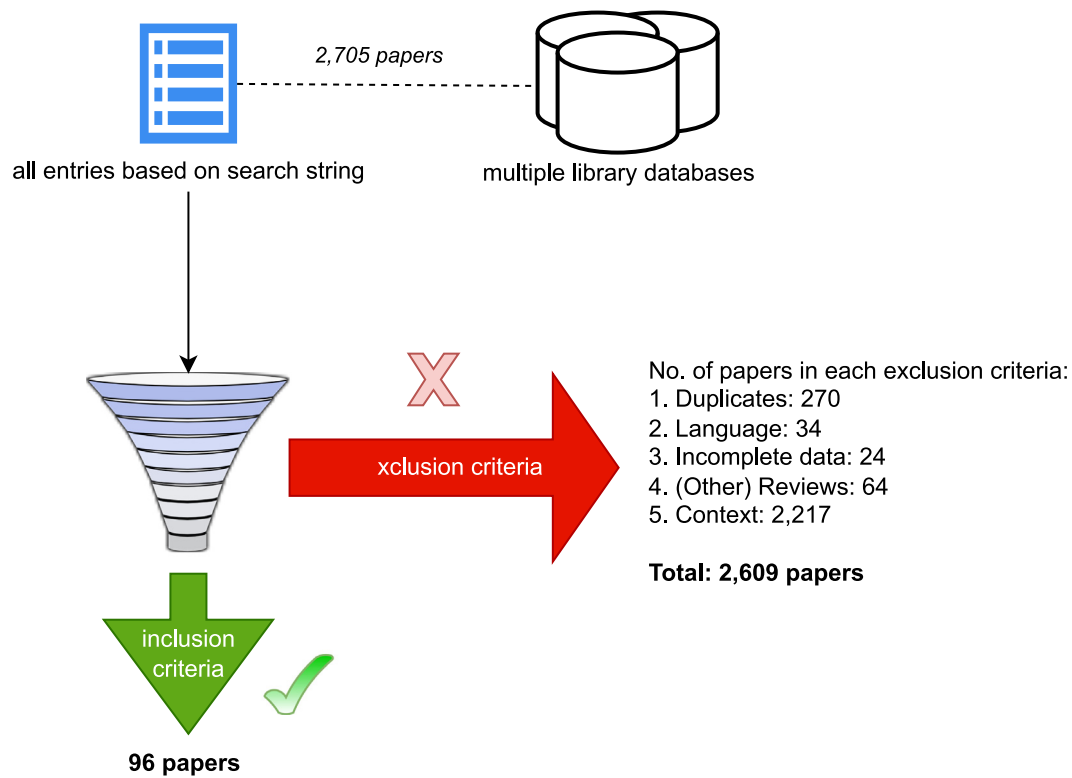 2,705 papers
all entries based on search string
multiple library databases
X
xclusion criteria
No. of papers in each exclusion criteria:
1. Duplicates: 270
2. Language: 34
3. Incomplete data: 24
4. (Other) Reviews: 64
5. Context: 2,217
Total: 2,609 papers
inclusion
criteria
96 papers